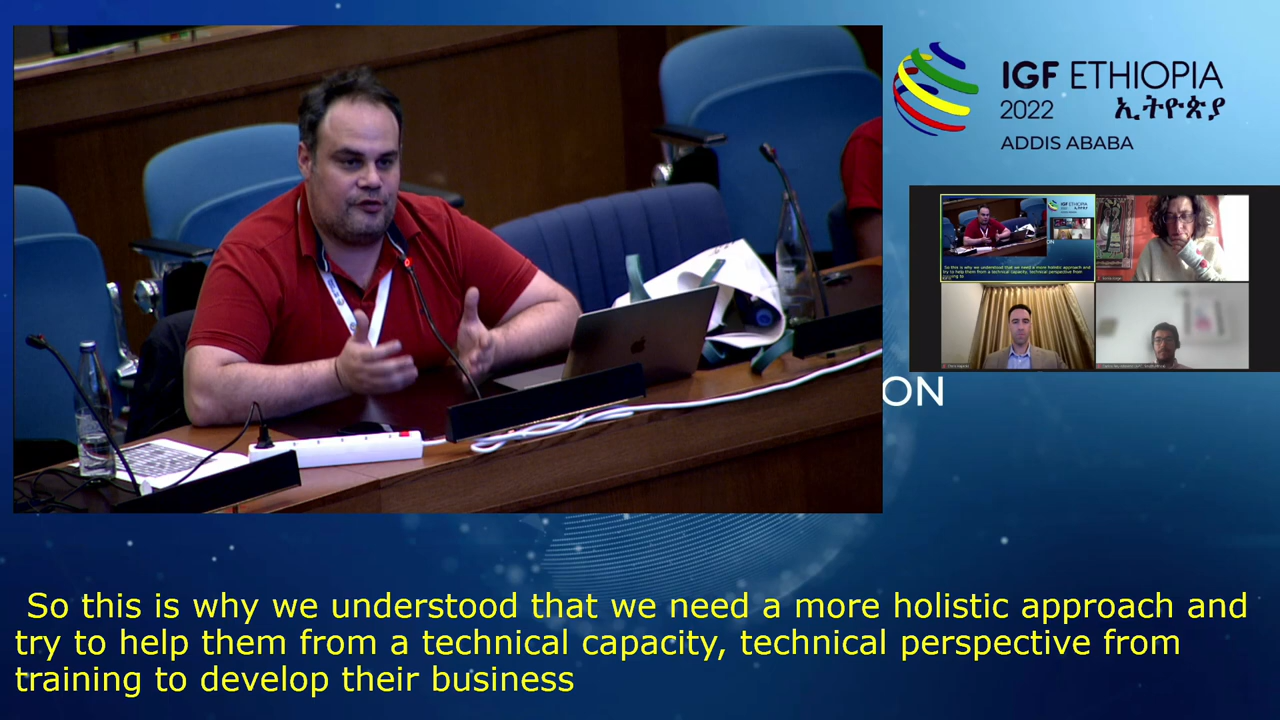 IGF ETHIOPIA
2022 ኢትዮጵያ
ADDIS ABABA
ON
So this is why we understood that we need a more holistic approach and
try to help them from a technical capacity, technical perspective from
training to develop their business